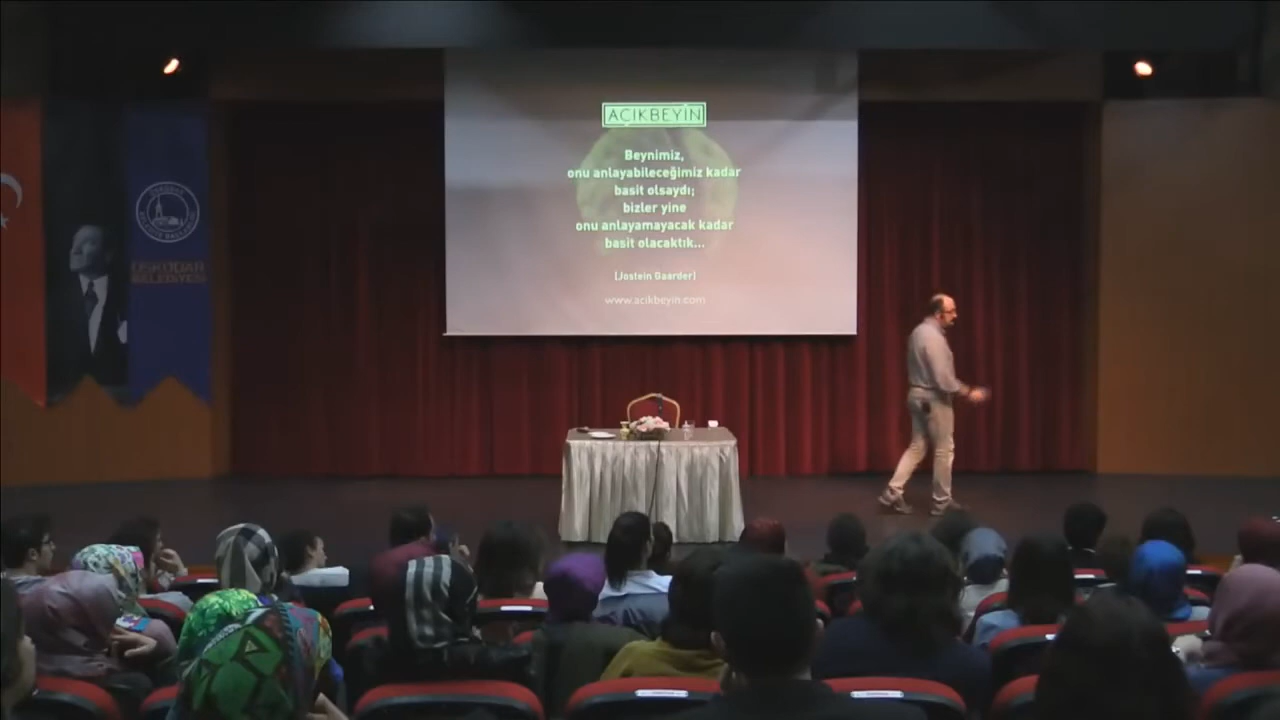 AÇIKBEYİN
Beynimiz,
onu anlayabileceğimiz kadar
basit olsaydı;
bizler yine
onu anlayamayacak kadar
basit olacaktık...
(Jostein Gaarder)
www.acikbeyin.com
ÜSKÜDAR
BELEDİYESİ